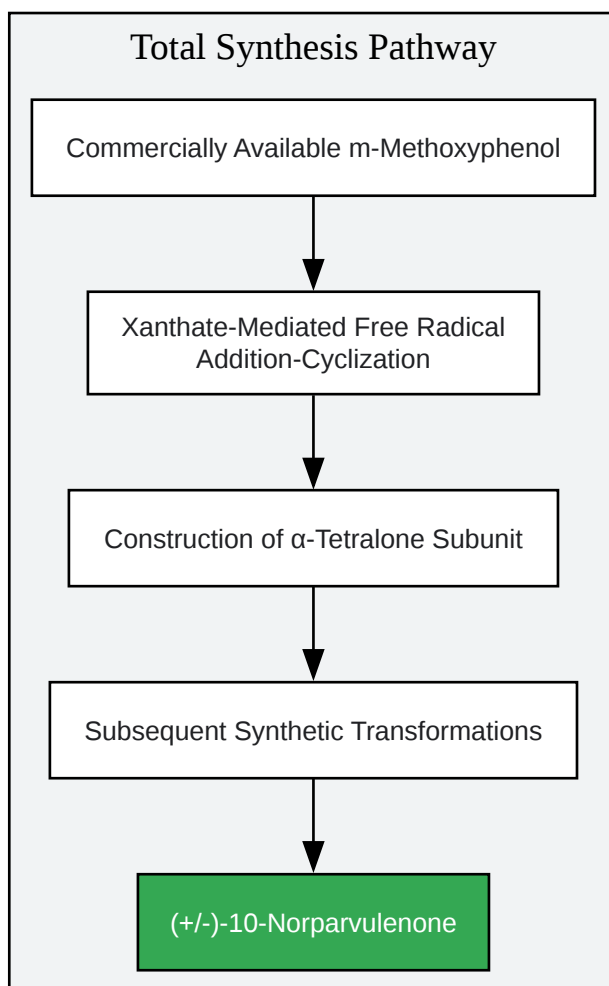 Total Synthesis Pathway
Commercially Available m-Methoxyphenol
Xanthate-Mediated Free Radical
Addition-Cyclization
Construction of α-Tetralone Subunit
Subsequent Synthetic Transformations
(+/-)-10-Norparvulenone